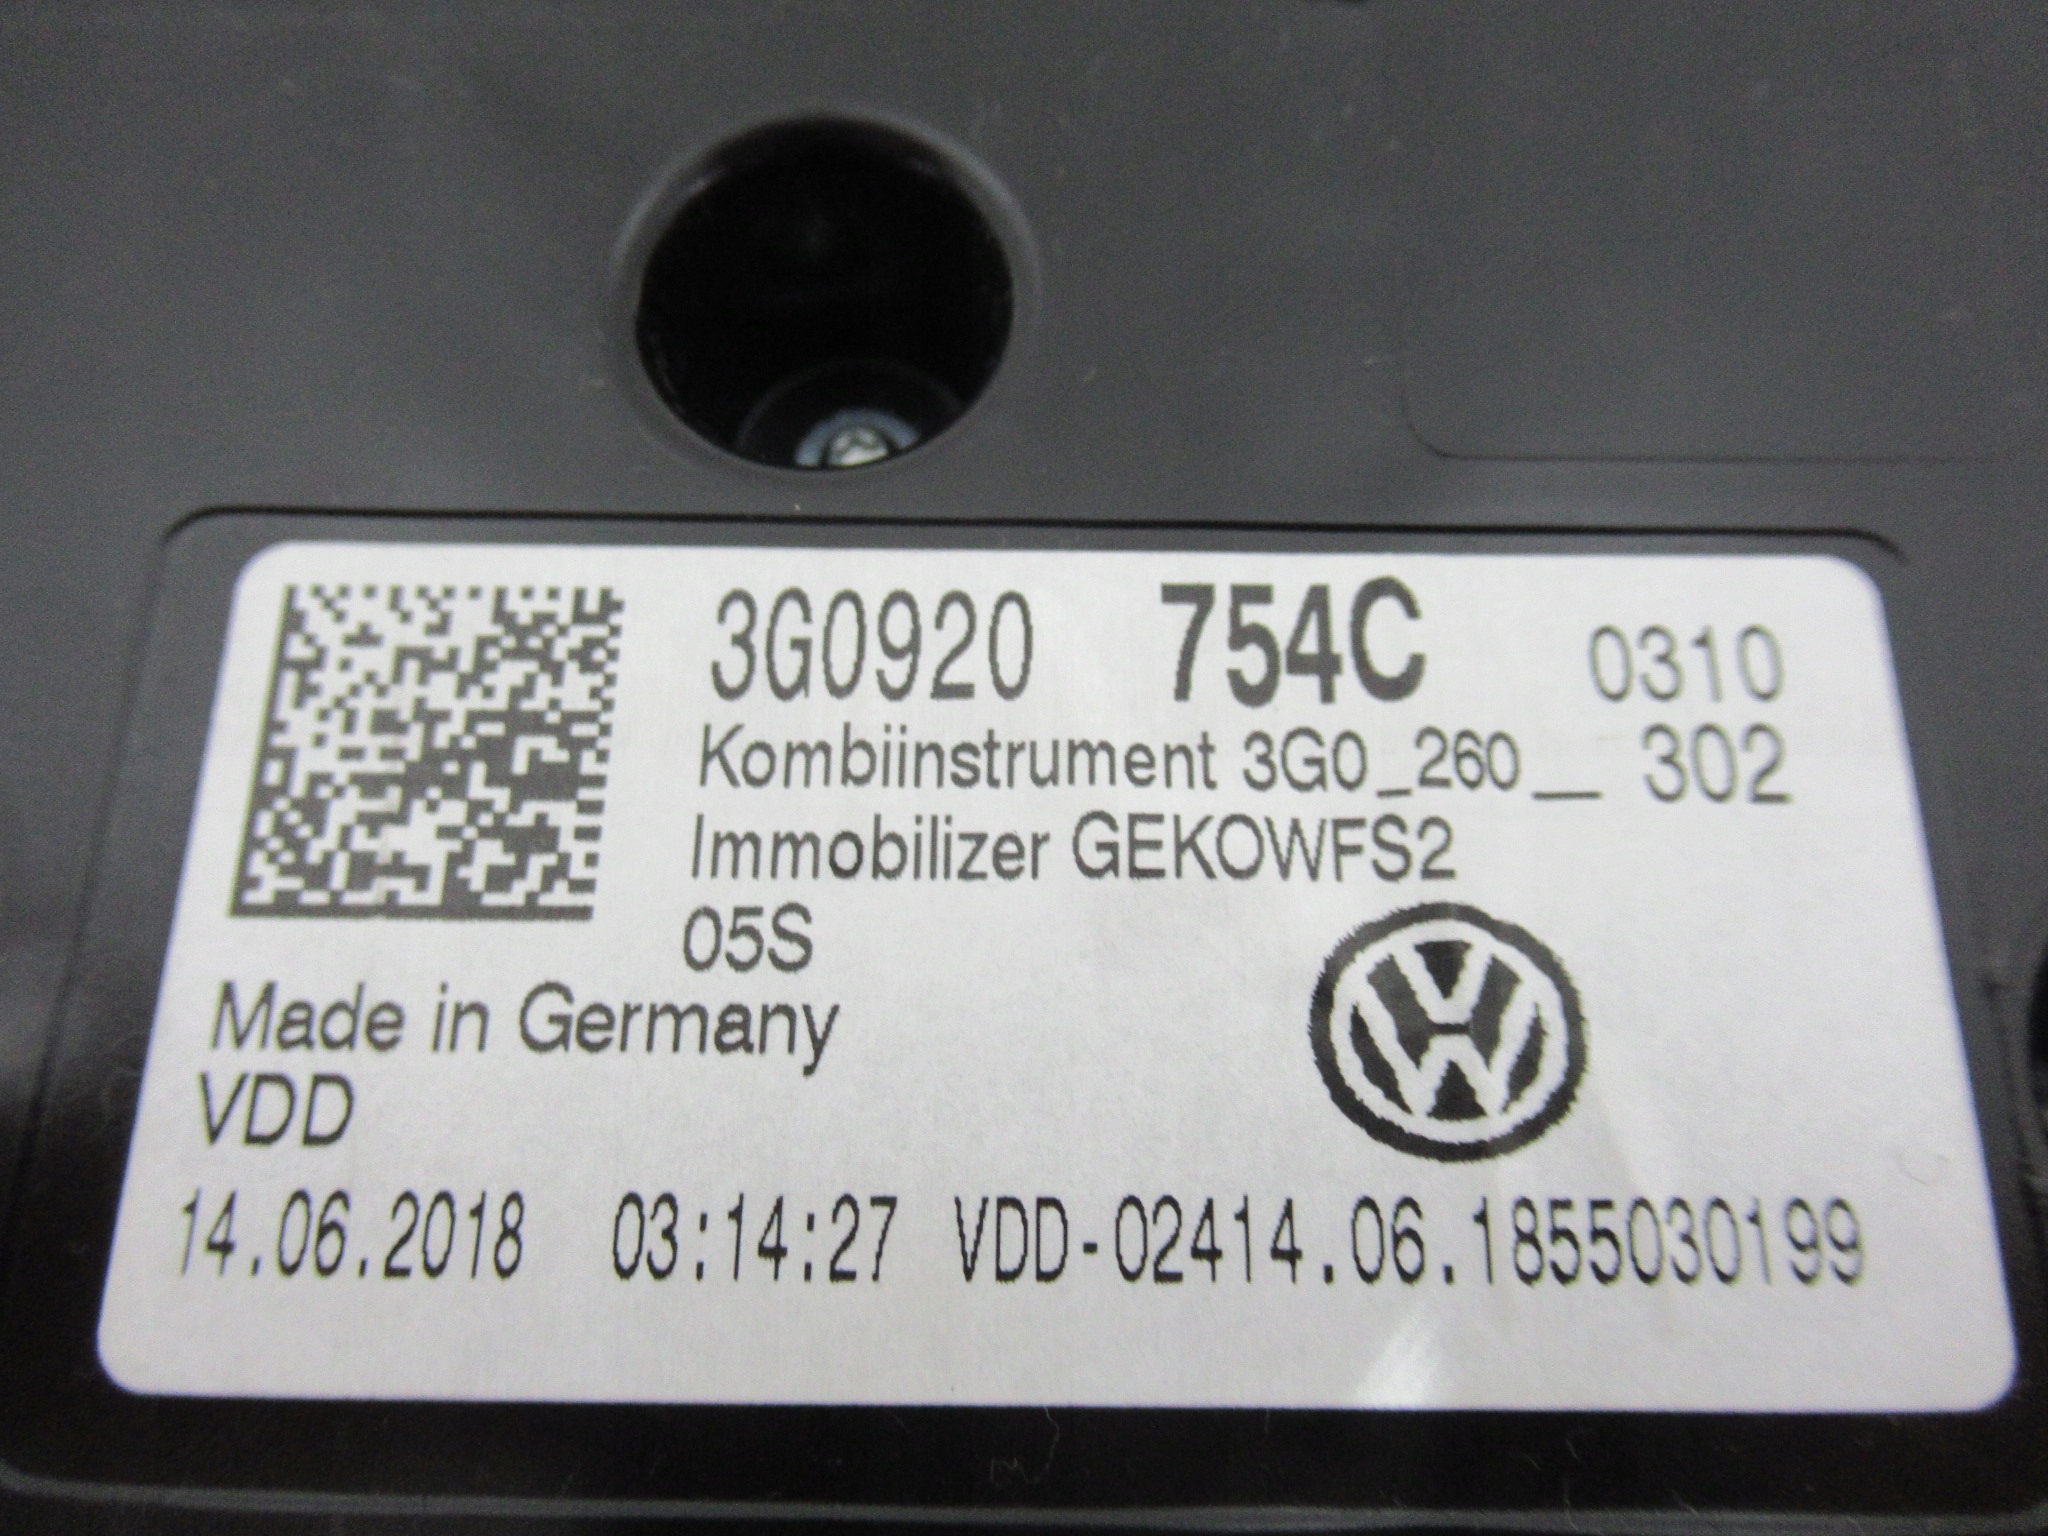 3G0920 754C 0310
Kombiinstrument 3G0_260__ 302
Immobilizer GEKOWFS2
05S
Made in Germany
VDD
14.06.2018 03:14:27 VDD-02414.06.1855030199